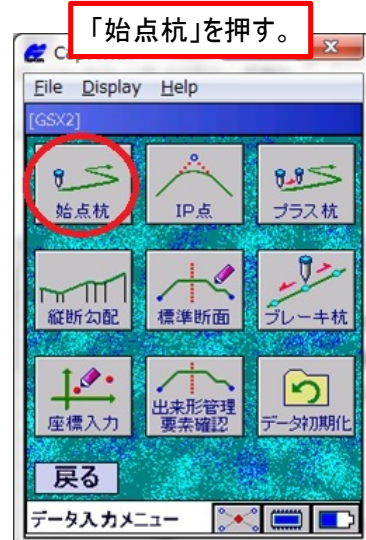 「始点杭」を押す。
File Display Help
[GSX2]
始点杭
IP点
プラス杭
縦断勾配
標準断面
ブレーキ杭
座標入力
出来形管理
要素確認
データ初期化
戻る
データ入力メニュー